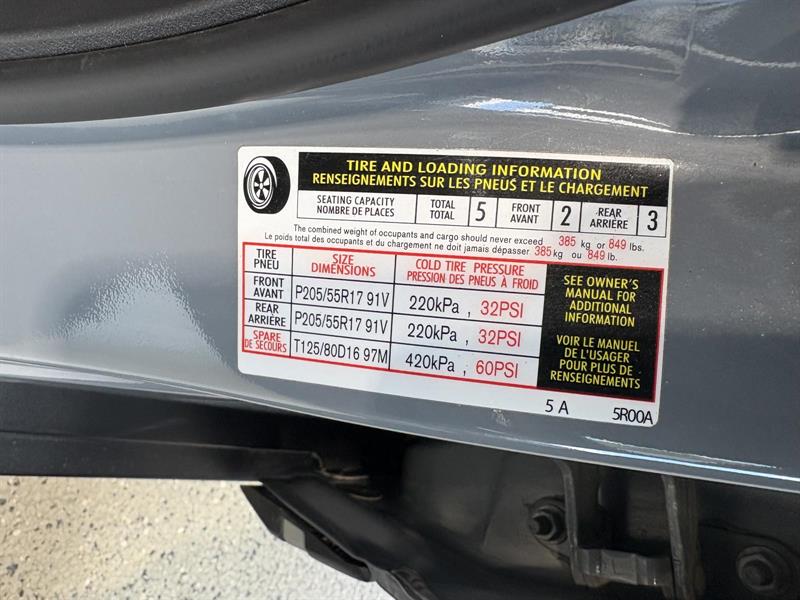 TIRE AND LOADING INFORMATION
RENSEIGNEMENTS SUR LES PNEUS ET LE CHARGEMENT
SEATING CAPACITY TOTAL 5 FRONT 2 REAR 3
NOMBRE DE PLACES TOTAL AVANT ARRIÈRE
The combined weight of occupants and cargo should never exceed 385 kg or 849 lbs.
Le poids total des occupants et du chargement ne doit jamais dépasser 385 kg ou 849 lb.
TIRE SIZE COLD TIRE PRESSURE
PNEU DIMENSIONS PRESSION DES PNEUS À FROID
FRONT
AVANT P205/55R17 91V 220kPa , 32PSI
REAR
ARRIÈRE P205/55R17 91V 220kPa , 32PSI
SPARE
DE SECOURS T125/80D16 97M 420kPa , 60PSI
SEE OWNER'S
MANUAL FOR
ADDITIONAL
INFORMATION
VOIR LE MANUEL
DE L'USAGER
POUR PLUS DE
RENSEIGNEMENTS
5 A 5R00A